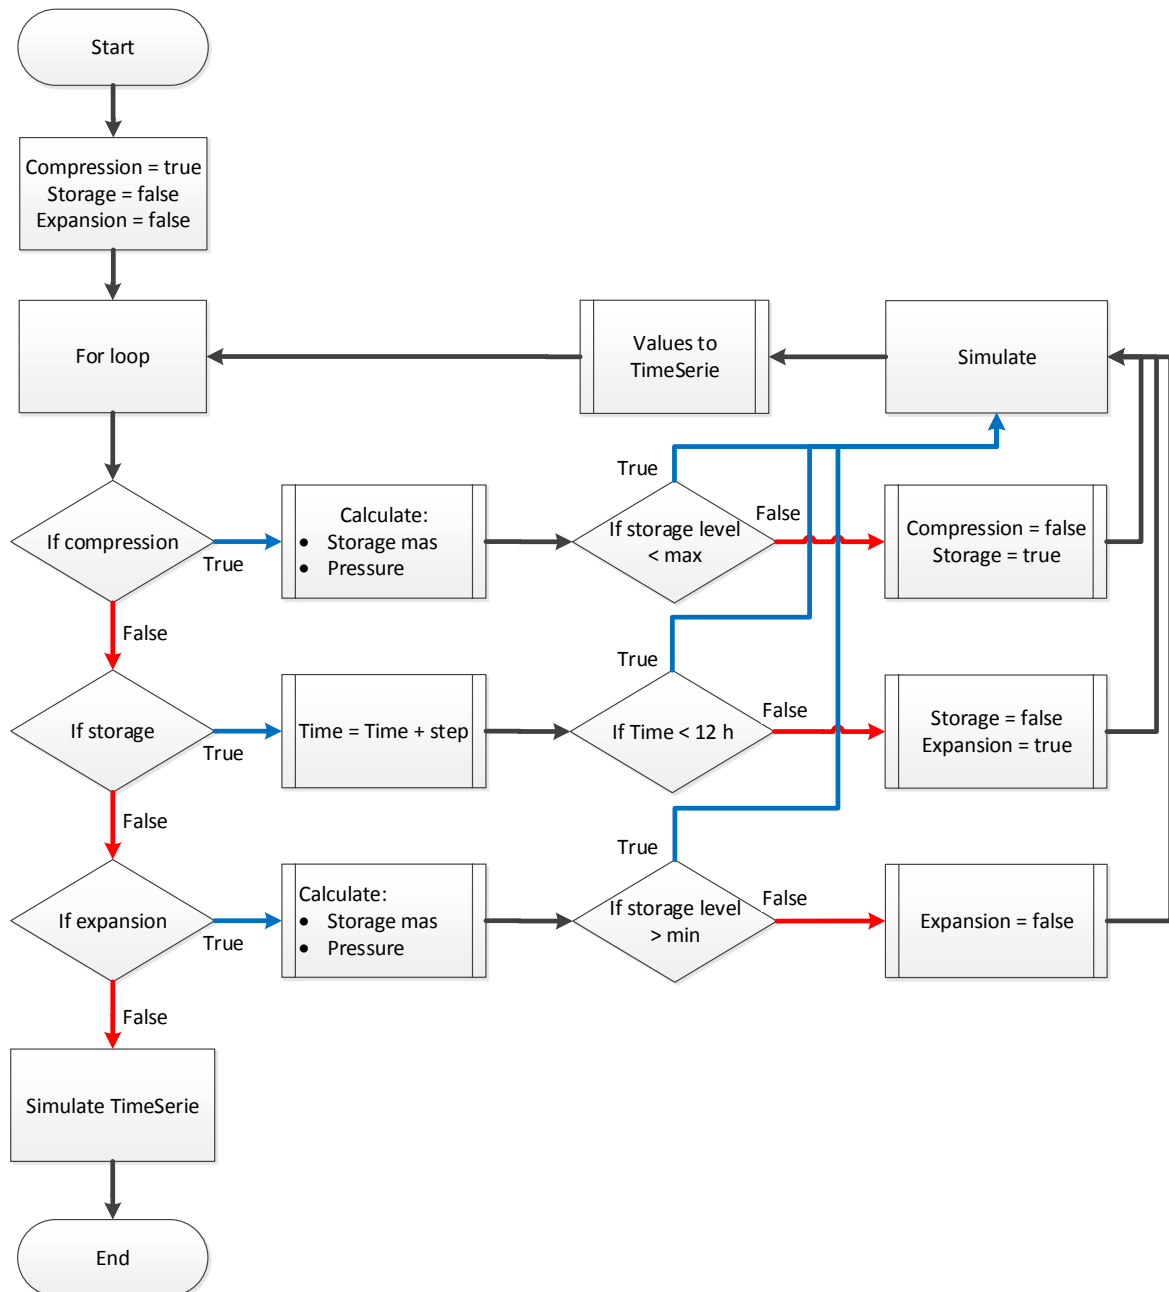 Start
Compression = true
Storage = false
Expansion = false
For loop
Values to
TimeSerie
Simulate
If compression
True
False
Calculate:
• Storage mas
• Pressure
If storage level
< max
True
False
Compression = false
Storage = true
If storage
True
False
Time = Time + step
If Time < 12 h
True
False
Storage = false
Expansion = true
If expansion
True
False
Calculate:
• Storage mas
• Pressure
If storage level
> min
True
False
Expansion = false
Simulate TimeSerie
End